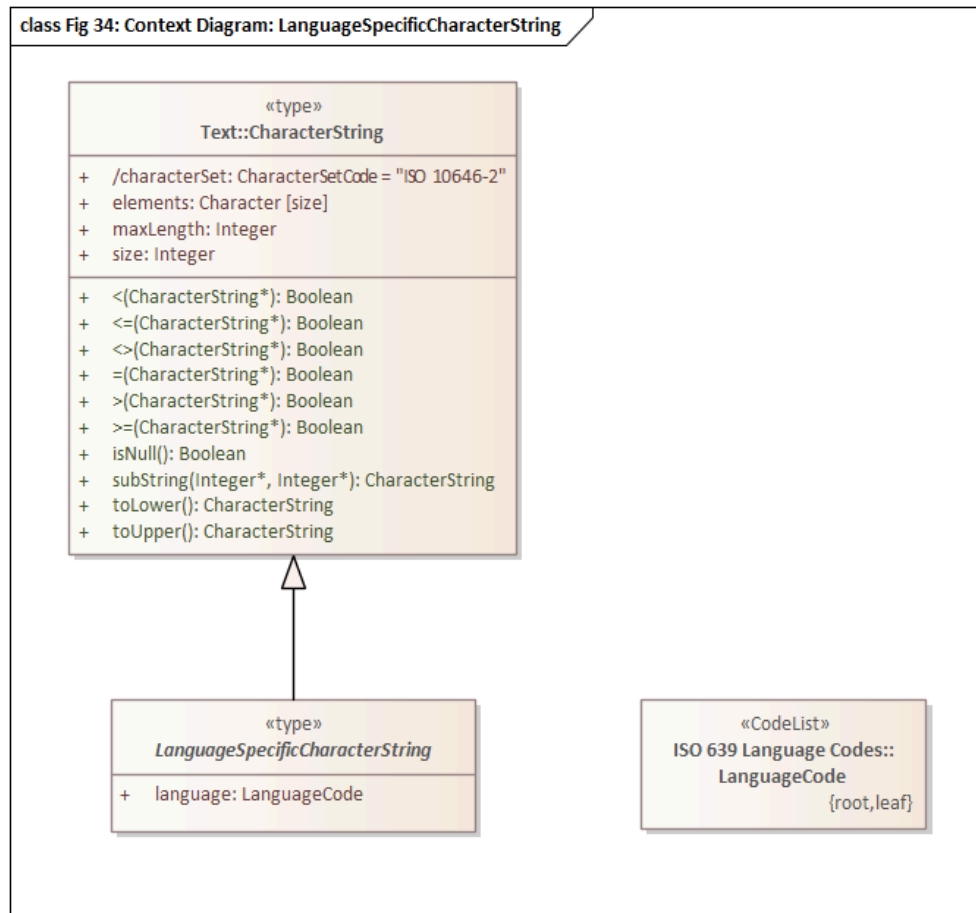 class Fig 34: Context Diagram: LanguageSpecificCharacterString
«type»
Text::CharacterString
+ /characterSet: CharacterSetCode = "ISO 10646-2"
+ elements: Character [size]
+ maxLength: Integer
+ size: Integer
+ <(CharacterString*): Boolean
+ <=(CharacterString*): Boolean
+ <>(CharacterString*): Boolean
+ =(CharacterString*): Boolean
+ >(CharacterString*): Boolean
+ >=(CharacterString*): Boolean
+ isNull(): Boolean
+ subString(Integer*, Integer*): CharacterString
+ toLower(): CharacterString
+ toUpper(): CharacterString
«type»
LanguageSpecificCharacterString
+ language: LanguageCode
«CodeList»
ISO 639 Language Codes::
LanguageCode
{root,leaf}